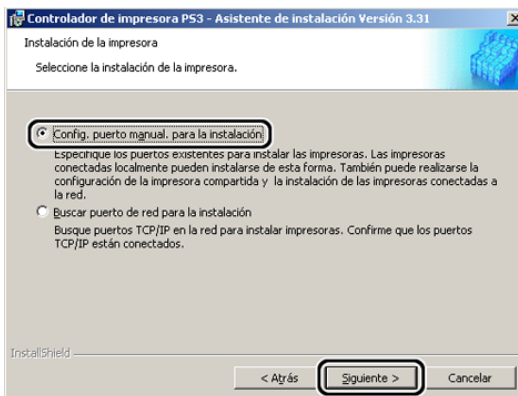 Controlador de impresora PS3 - Asistente de instalación Versión 3.31
Instalación de la impresora
Seleccione la instalación de la impresora.
Config. puerto manual. para la instalación
Especifique los puertos existentes para instalar las impresoras. Las impresoras
conectadas localmente pueden instalarse de esta forma. También puede realizarse la
configuración de la impresora compartida y la instalación de las impresoras conectadas a
la red.
Buscar puerto de red para la instalación
Busque puertos TCP/IP en la red para instalar impresoras. Confirme que los puertos
TCP/IP están conectados.
InstallShield
< Atrás
Siguiente >
Cancelar